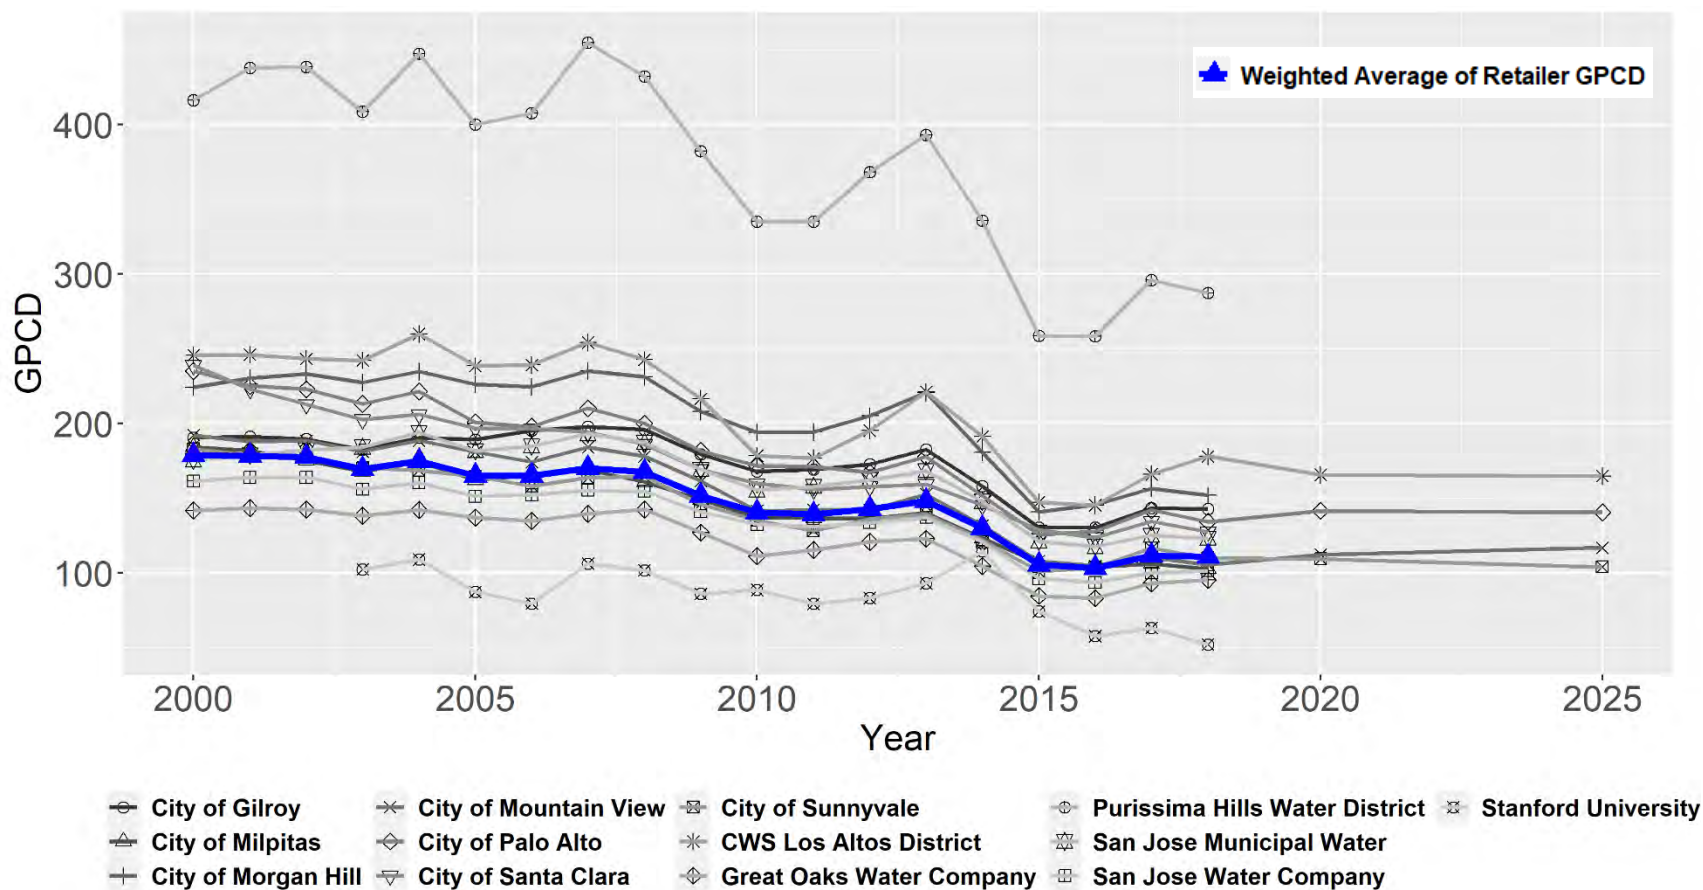 Weighted Average of Retailer GPCD
400
300
200
100
GPCD
2000 2005 2010 2015 2020 2025
Year
City of Gilroy City of Mountain View City of Sunnyvale Purissima Hills Water District Stanford University
City of Milpitas City of Palo Alto CWS Los Altos District San Jose Municipal Water
City of Morgan Hill City of Santa Clara Great Oaks Water Company San Jose Water Company